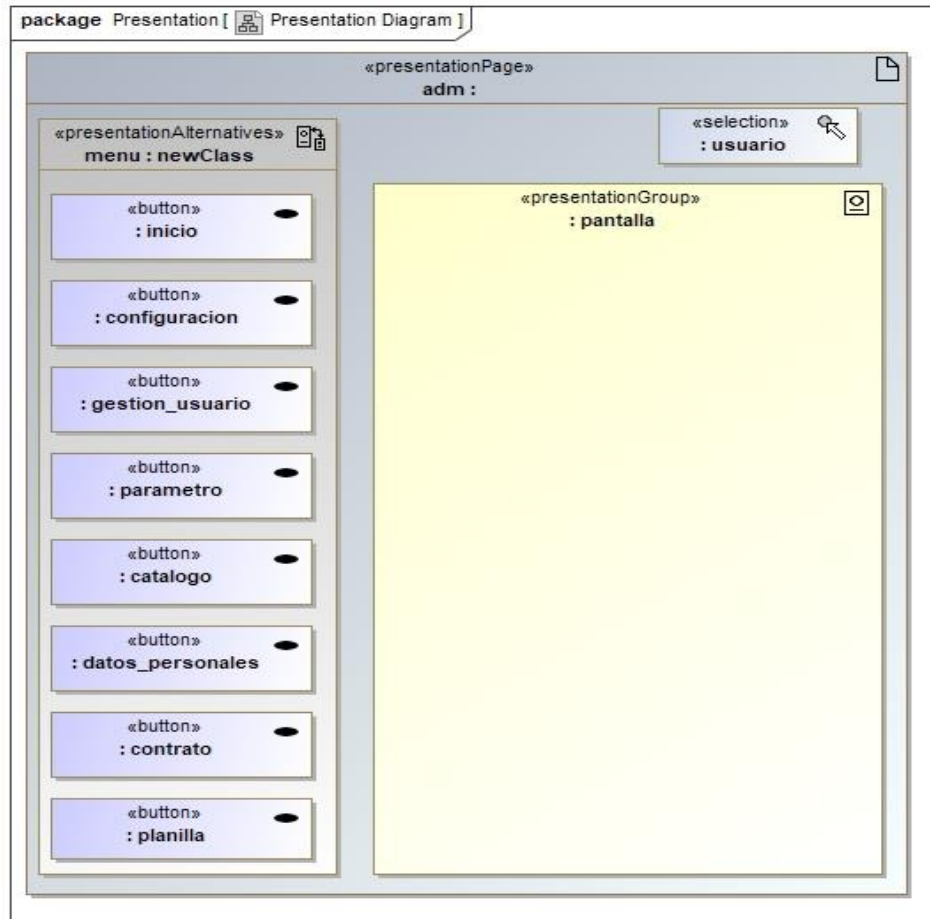 package Presentation [ Presentation Diagram ]
«presentationPage»
adm :
«presentationAlternatives»
menu : newClass
«button»
: inicio
«button»
: configuracion
«button»
: gestion_usuario
«button»
: parametro
«button»
: catalogo
«button»
: datos_personales
«button»
: contrato
«button»
: planilla
«selection»
: usuario
«presentationGroup»
: pantalla